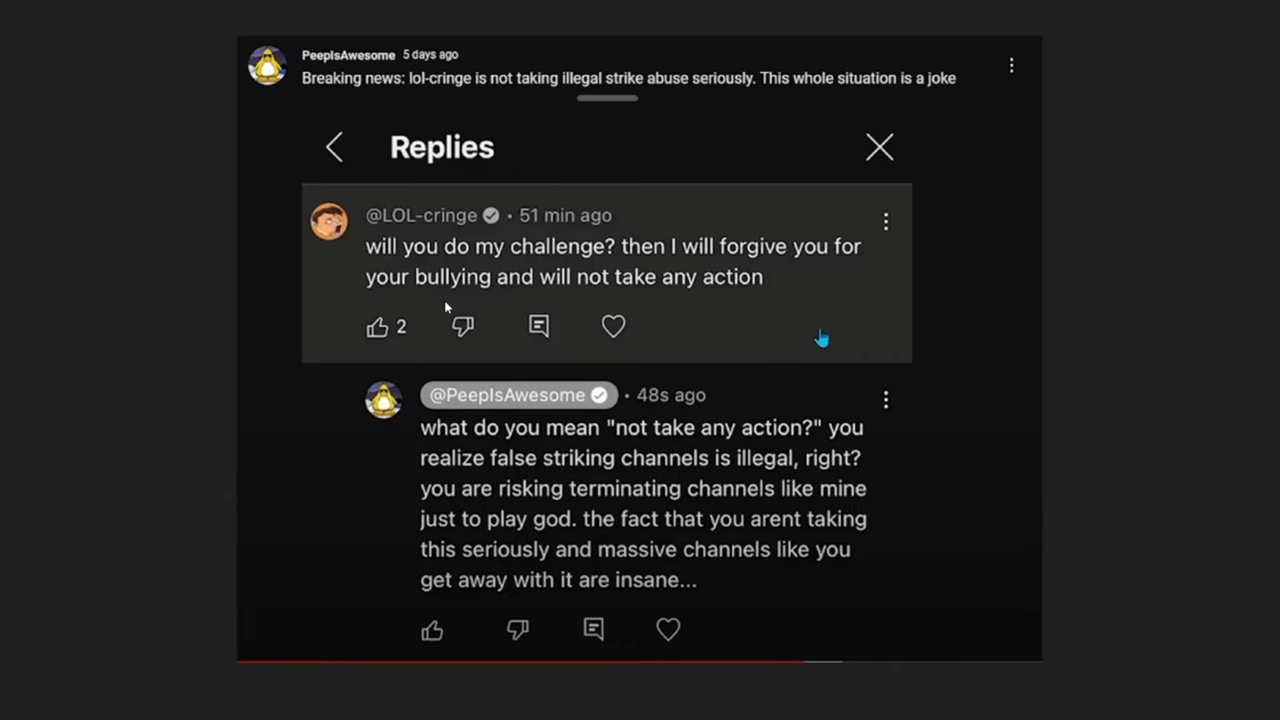 PeepIsAwesome 5 days ago
Breaking news: lol-cringe is not taking illegal strike abuse seriously. This whole situation is a joke
Replies
@LOL-cringe • 51 min ago
will you do my challenge? then I will forgive you for
your bullying and will not take any action
2
@PeepIsAwesome • 48s ago
what do you mean "not take any action?" you
realize false striking channels is illegal, right?
you are risking terminating channels like mine
just to play god. the fact that you arent taking
this seriously and massive channels like you
get away with it are insane...